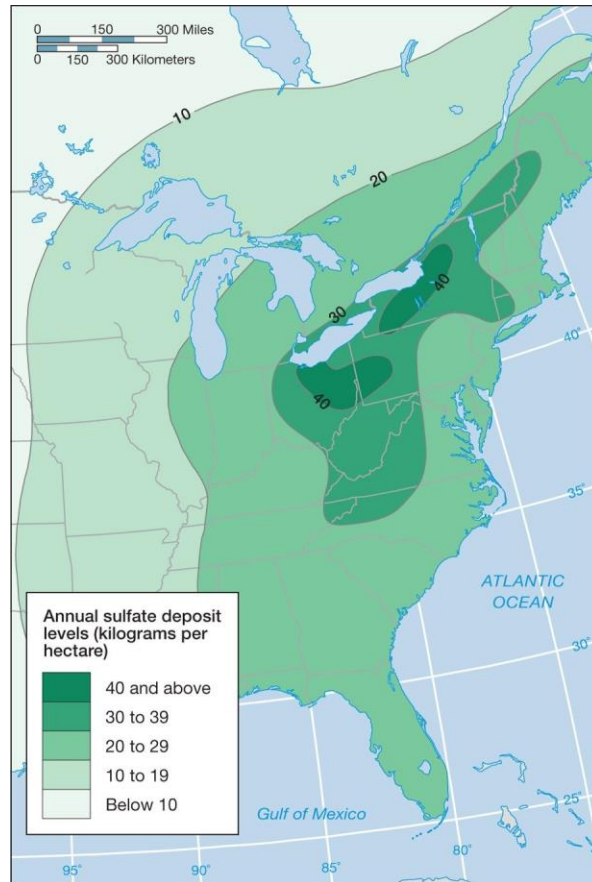 0 150 300 Miles
0 150 300 Kilometers
10
20
30
40
40
40°
35°
ATLANTIC
OCEAN
30°
Annual sulfate deposit
levels (kilograms per
hectare)
40 and above
30 to 39
20 to 29
10 to 19
Below 10
Gulf of Mexico
25°
95°
90°
85°
80°